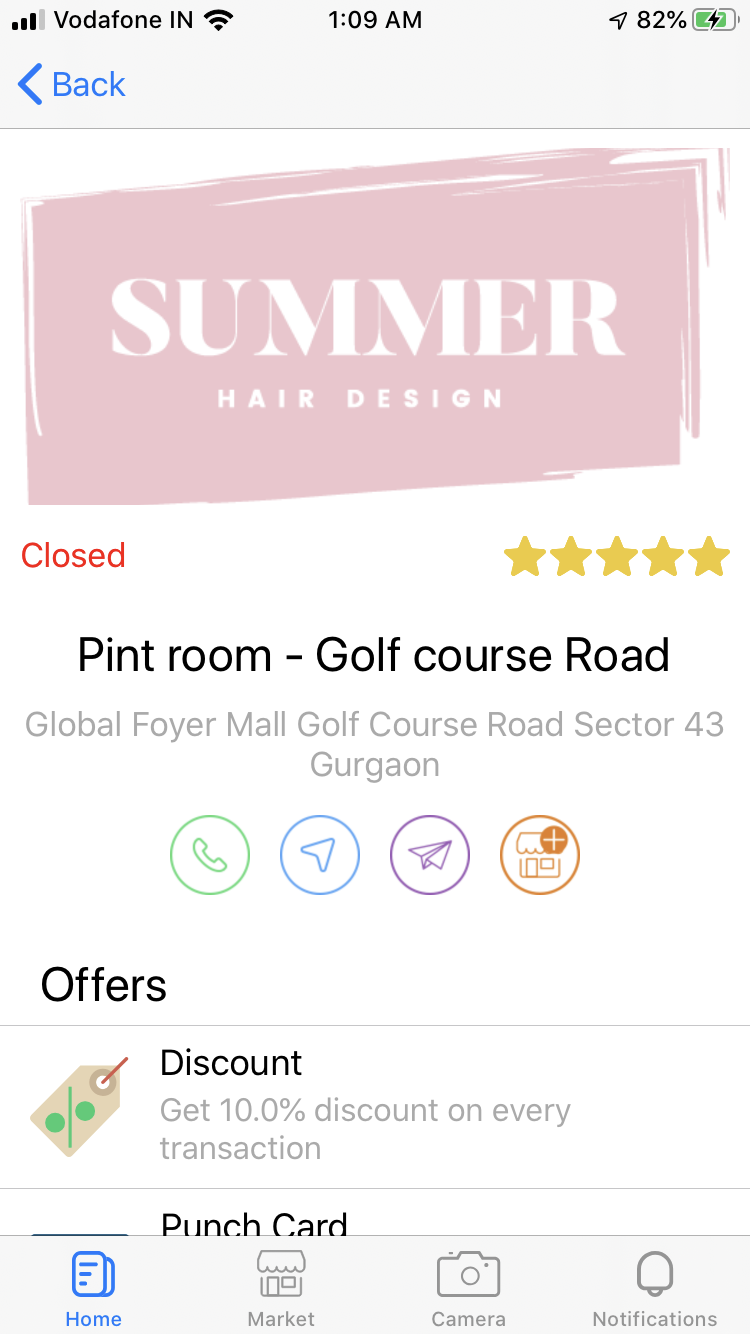 Vodafone IN 1:09 AM 82%
Back
SUMMER
HAIR DESIGN
Closed
Pint room - Golf course Road
Global Foyer Mall Golf Course Road Sector 43
Gurgaon
Offers
Discount
Get 10.0% discount on every
transaction
Punch Card
Home Market Camera Notifications